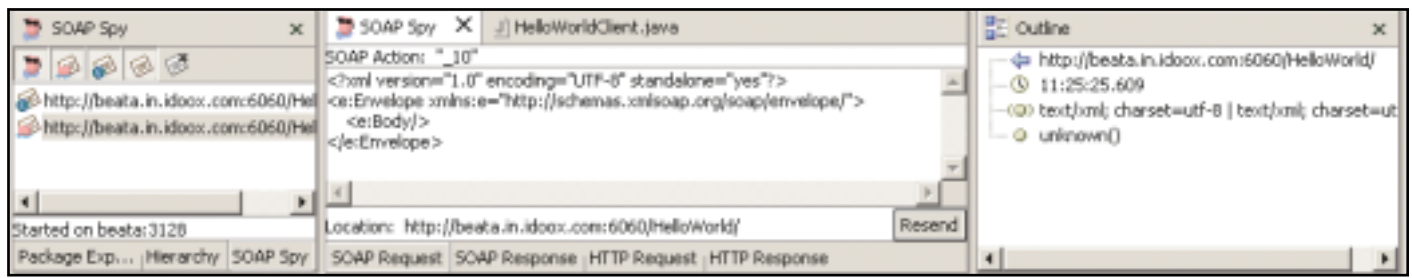 SOAP Spy
http://beata.in.idoox.com:6060/Hel
http://beata.in.idoox.com:6060/Hel
Started on beata:3128
Package Exp... Hierarchy SOAP Spy
SOAP Spy HelloWorldClient.java
SOAP Action: "_10"
<?xml version="1.0" encoding="UTF-8" standalone="yes"?>
<e:Envelope xmlns:e="http://schemas.xmlsoap.org/soap/envelope/">
<e:Body/>
</e:Envelope>
Location: http://beata.in.idoox.com:6060/HelloWorld/ Resend
SOAP Request SOAP Response HTTP Request HTTP Response
Outline
http://beata.in.idoox.com:6060/HelloWorld/
11:25:25.609
text/xml; charset=utf-8 | text/xml; charset=ut
unknown()